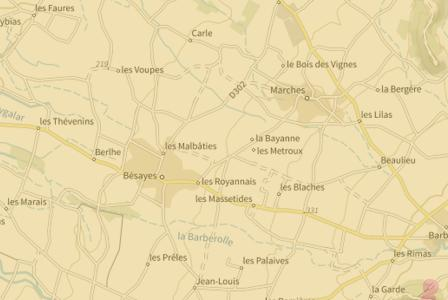 les Faures
Carle
219
les Voupes
le Bois des Vignes
D302
Marches
la Bergère
les Lilas
les Thévenins
la Bayanne
les Malbâties
Berlhe
les Metroux
Beaulieu
Bésayes
les Royannais
les Blaches
les Massetides
les Marais
331
la Barberolle
les Rimas
les Préles
les Palaives
Jean-Louis
la Garde